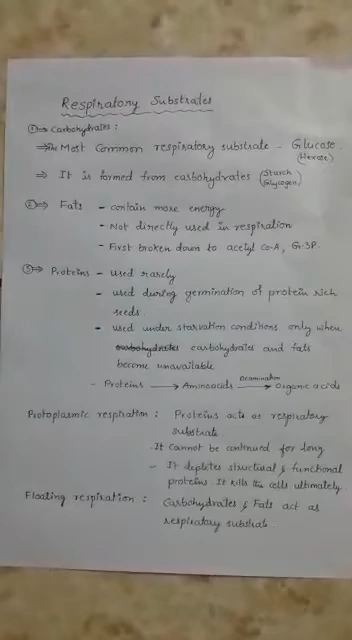 Respiratory Substrates
① ⇒ Carbohydrates :
⇒ Most Common respiratory substrate - Glucose.
(Hexose)
⇒ It is formed from carbohydrates (Starch
Glycogen)
② ⇒ Fats - contain more energy
- Not directly used in respiration
- First broken down to acetyl Co-A, G3P.
③ ⇒ Proteins - used rarely
- used during germination of protein rich
seeds.
- used under starvation conditions only when
carbohydrates carbohydrates and fats
become unavailable
- Proteins → Aminoacids Deamination → Organic acids
Protoplasmic respiration : Proteins act as respiratory
substrate
. It Cannot be continued for long
- It depletes structural & functional
proteins. It kills the cells ultimately
Floating respiration : Carbohydrates & Fats act as
respiratory substrate.